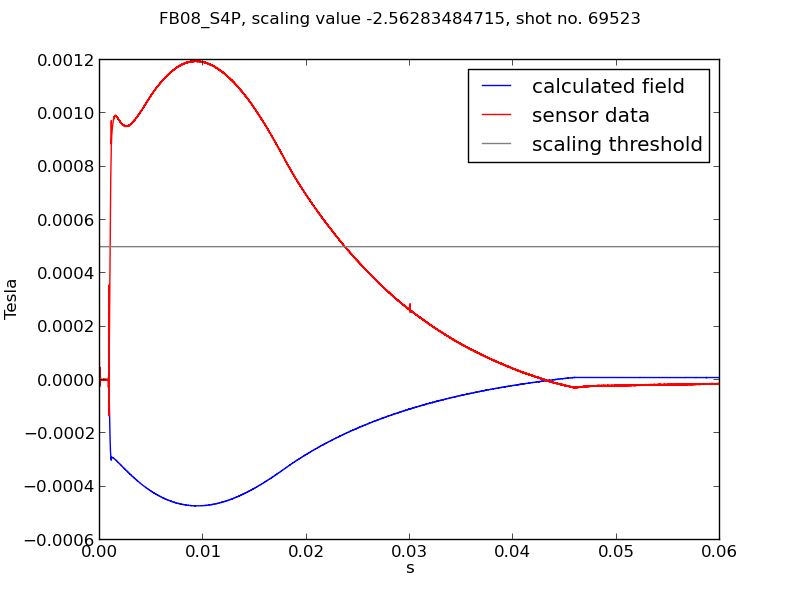 FB08_S4P, scaling value -2.56283484715, shot no. 69523
0.0012
0.0010
0.0008
0.0006
0.0004
0.0002
0.0000
−0.0002
−0.0004
−0.0006
Tesla
calculated field
sensor data
scaling threshold
0.00 0.01 0.02 0.03 0.04 0.05 0.06
s